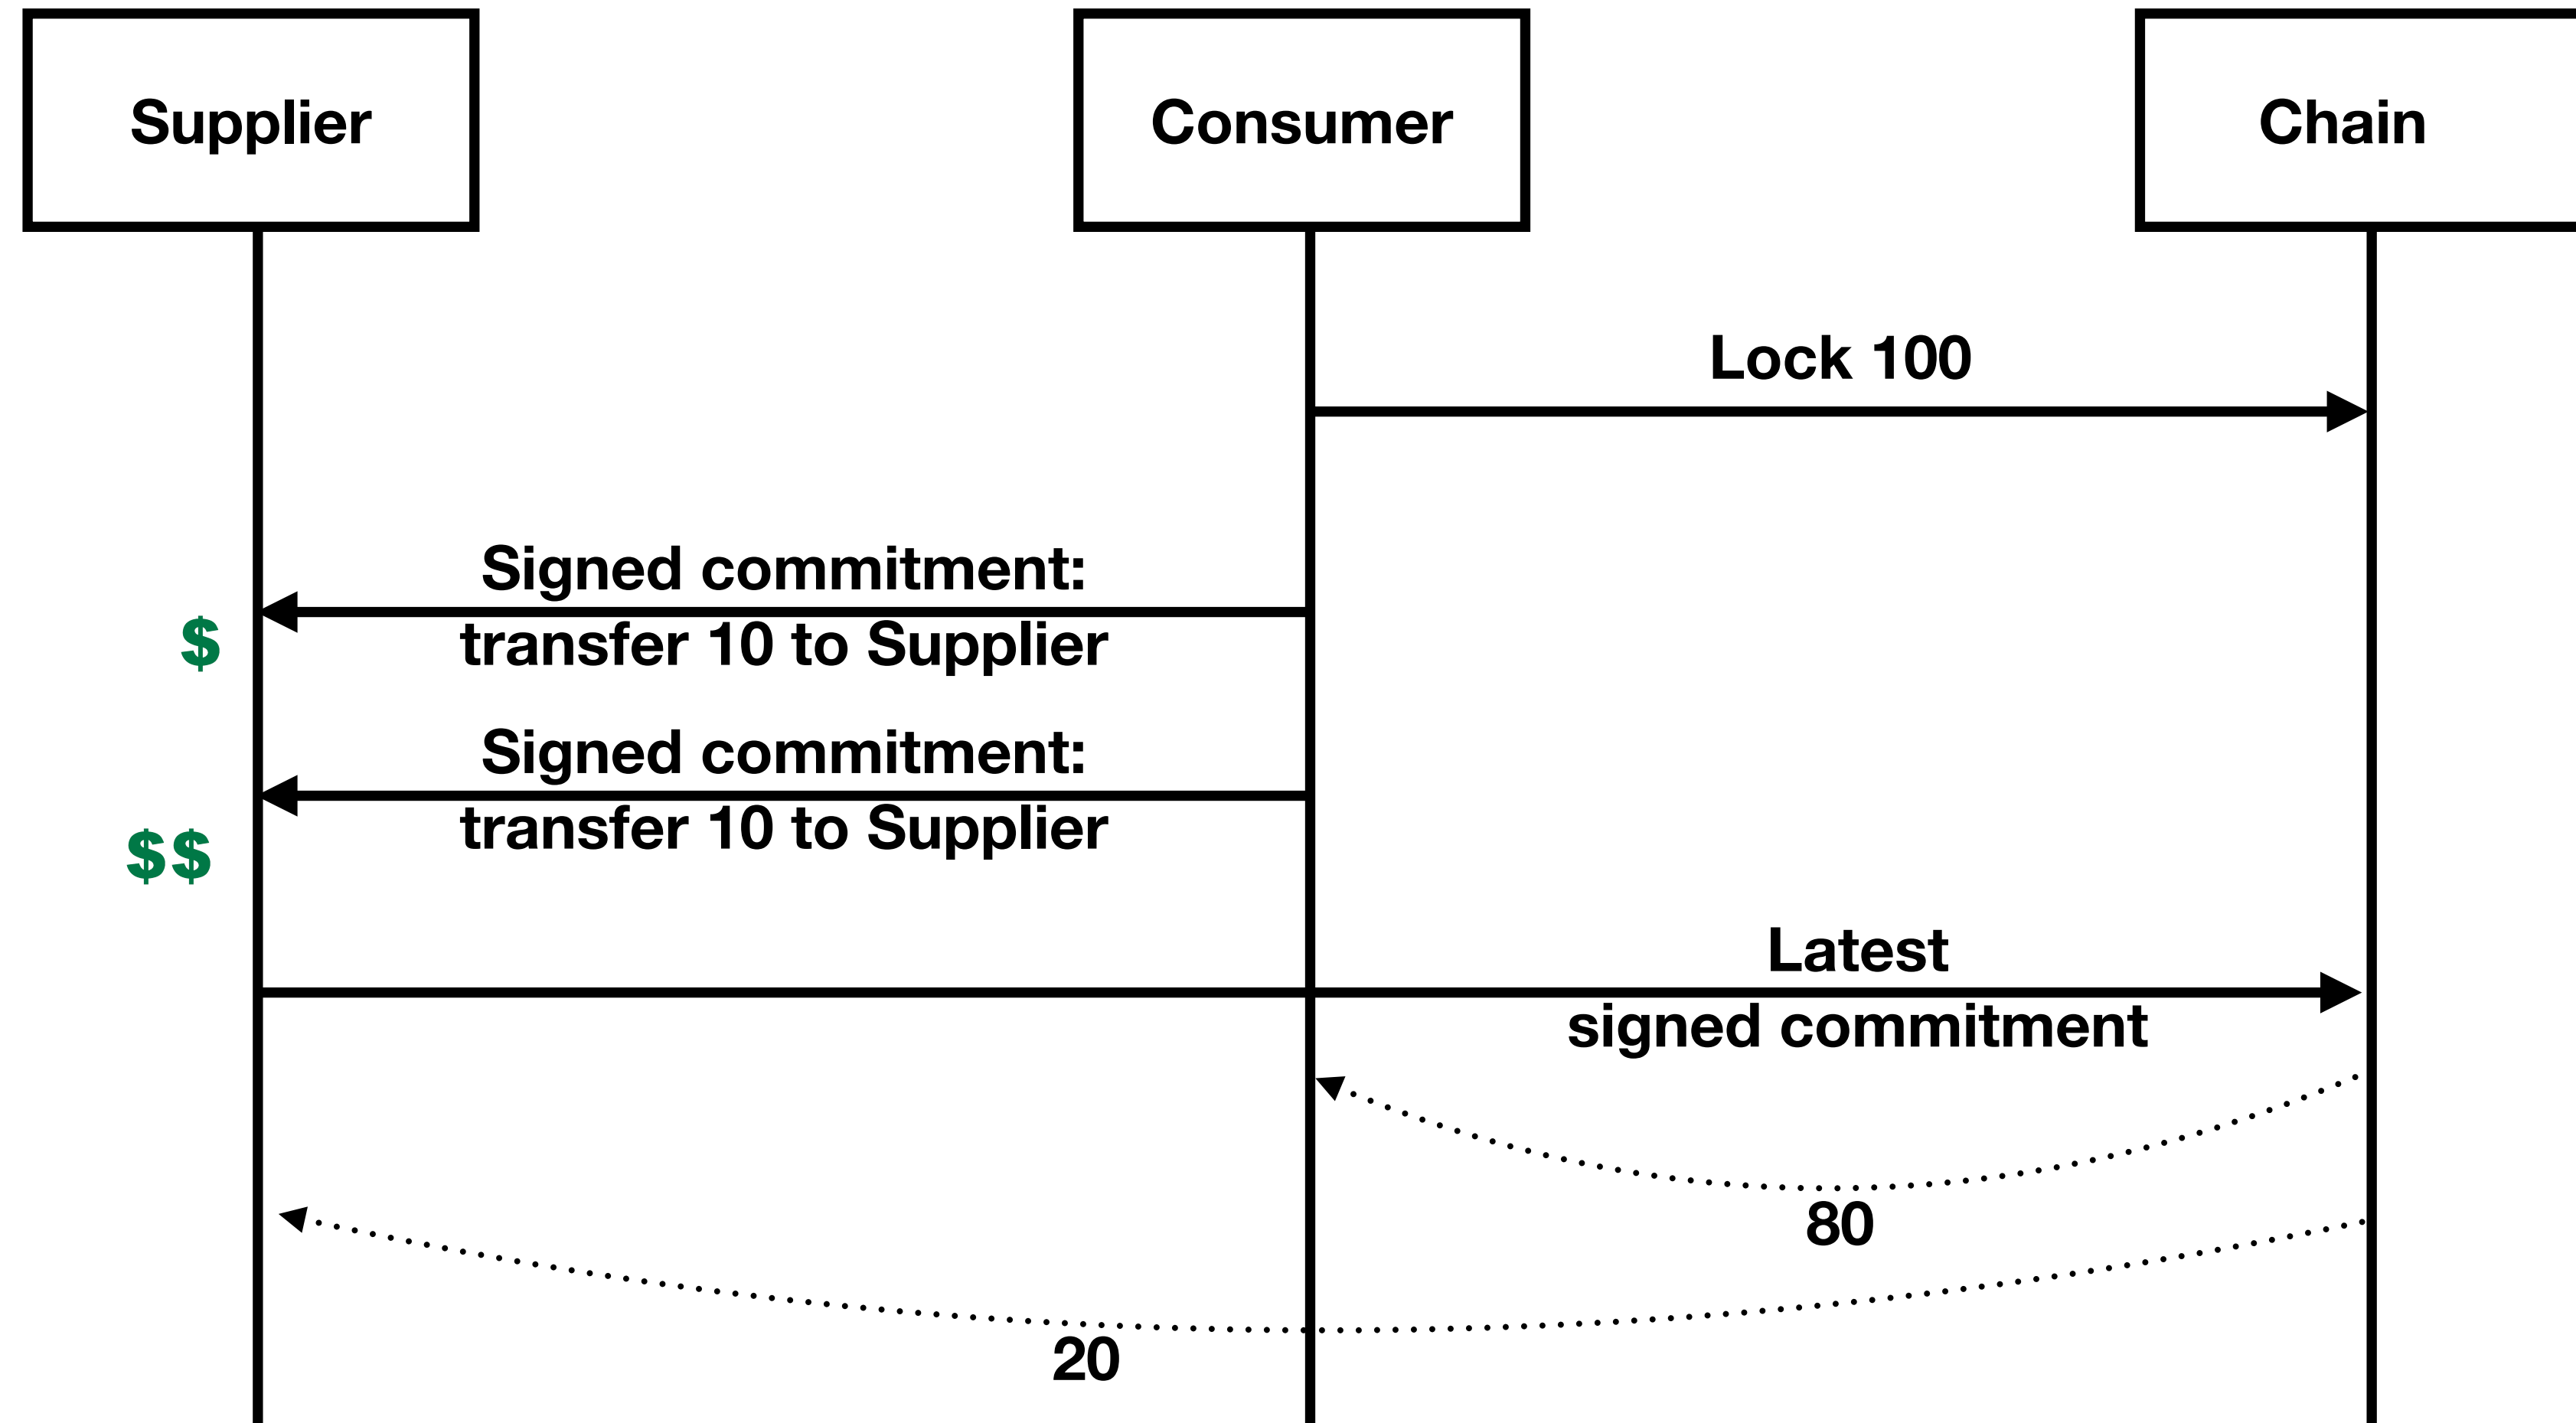 Supplier
Consumer
Chain
Lock 100
Signed commitment:
transfer 10 to Supplier
$
Signed commitment:
transfer 10 to Supplier
$$
Latest
signed commitment
80
20